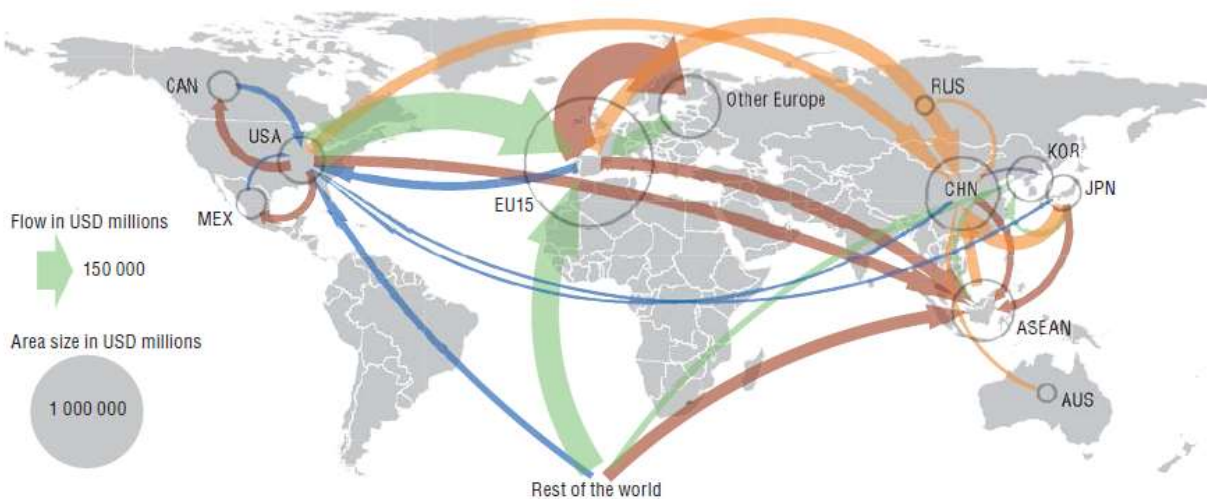 CAN
RUS
Other Europe
USA
KOR
CHN
JPN
EU15
MEX
Flow in USD millions
150 000
ASEAN
Area size in USD millions
1 000 000
AUS
Rest of the world